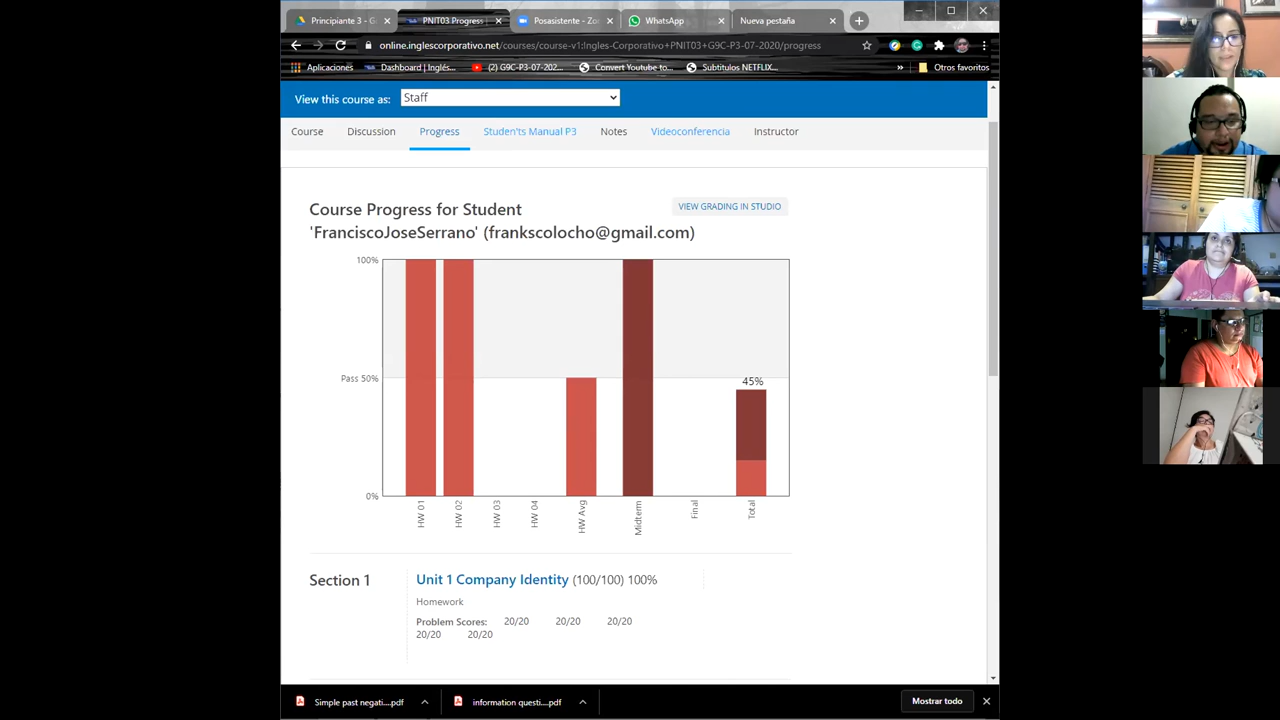 Principiante 3 - G
PNIT03 Progress
Posasistente - Zo
WhatsApp
Nueva pestaña
online.inglescorporativo.net/courses/course-v1:Ingles-Corporativo+PNIT03+G9C-P3-07-2020/progress
Aplicaciones
Dashboard | Inglés...
(2) G9C-P3-07-202...
Convert Youtube to...
Subtitulos NETFLIX...
»
Otros favoritos
View this course as:
Staff
Course
Discussion
Progress
Studen'ts Manual P3
Notes
Videoconferencia
Instructor
Course Progress for Student
'FranciscoJoseSerrano' (frankscolocho@gmail.com)
VIEW GRADING IN STUDIO
100%
Pass 50%
0%
45%
HW 01
HW 02
HW 03
HW 04
HW Avg
Midterm
Final
Total
Section 1
Unit 1 Company Identity (100/100) 100%
Homework
Problem Scores: 20/20 20/20 20/20
20/20 20/20
Simple past negati....pdf
information questi....pdf
Mostrar todo